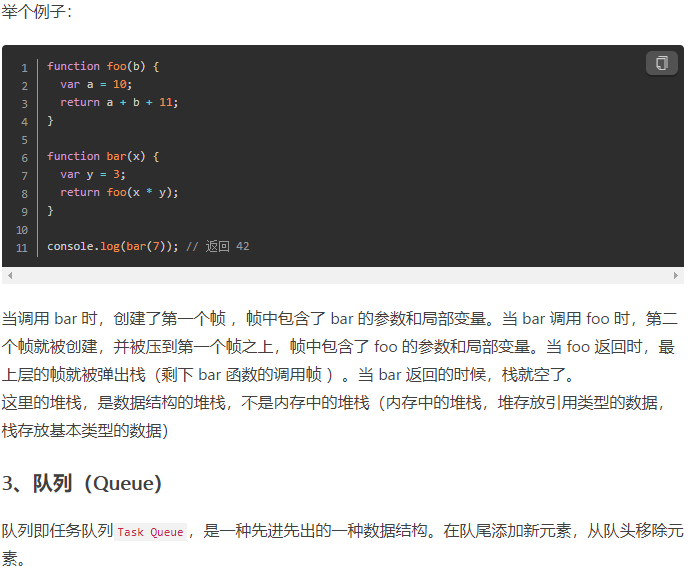 举个例子：
1 function foo(b) {
2   var a = 10;
3   return a + b + 11;
4 }
5
6 function bar(x) {
7   var y = 3;
8   return foo(x * y);
9 }
10
11 console.log(bar(7)); // 返回 42
当调用 bar 时，创建了第一个帧 ，帧中包含了 bar 的参数和局部变量。当 bar 调用 foo 时，第二
个帧就被创建，并被压到第一个帧之上，帧中包含了 foo 的参数和局部变量。当 foo 返回时，最
上层的帧就被弹出栈（剩下 bar 函数的调用帧 ）。当 bar 返回的时候，栈就空了。
这里的堆栈，是数据结构的堆栈，不是内存中的堆栈（内存中的堆栈，堆存放引用类型的数据，
栈存放基本类型的数据）
3、队列（Queue）
队列即任务队列 Task Queue，是一种先进先出的一种数据结构。在队尾添加新元素，从队头移除元
素。